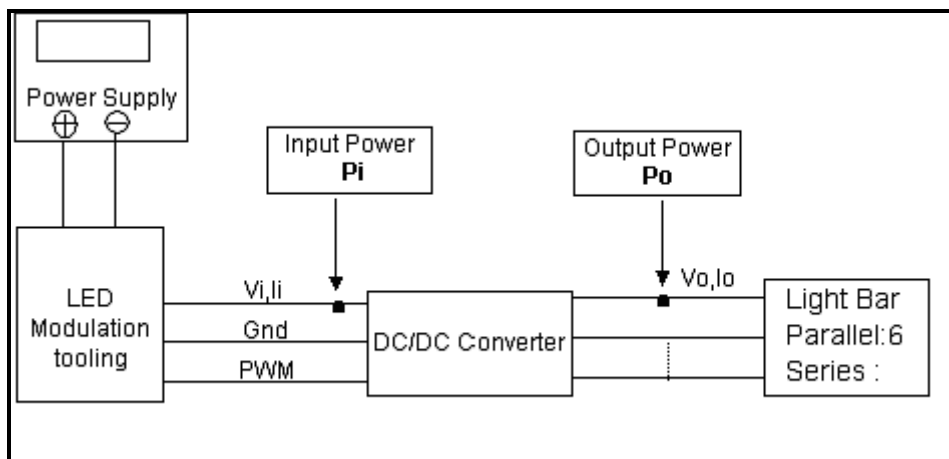 Power Supply
Input Power
Pi
Output Power
Po
LED
Modulation
tooling
Vi,Ii
Gnd
PWM
DC/DC Converter
Vo,Io
Light Bar
Parallel:6
Series :